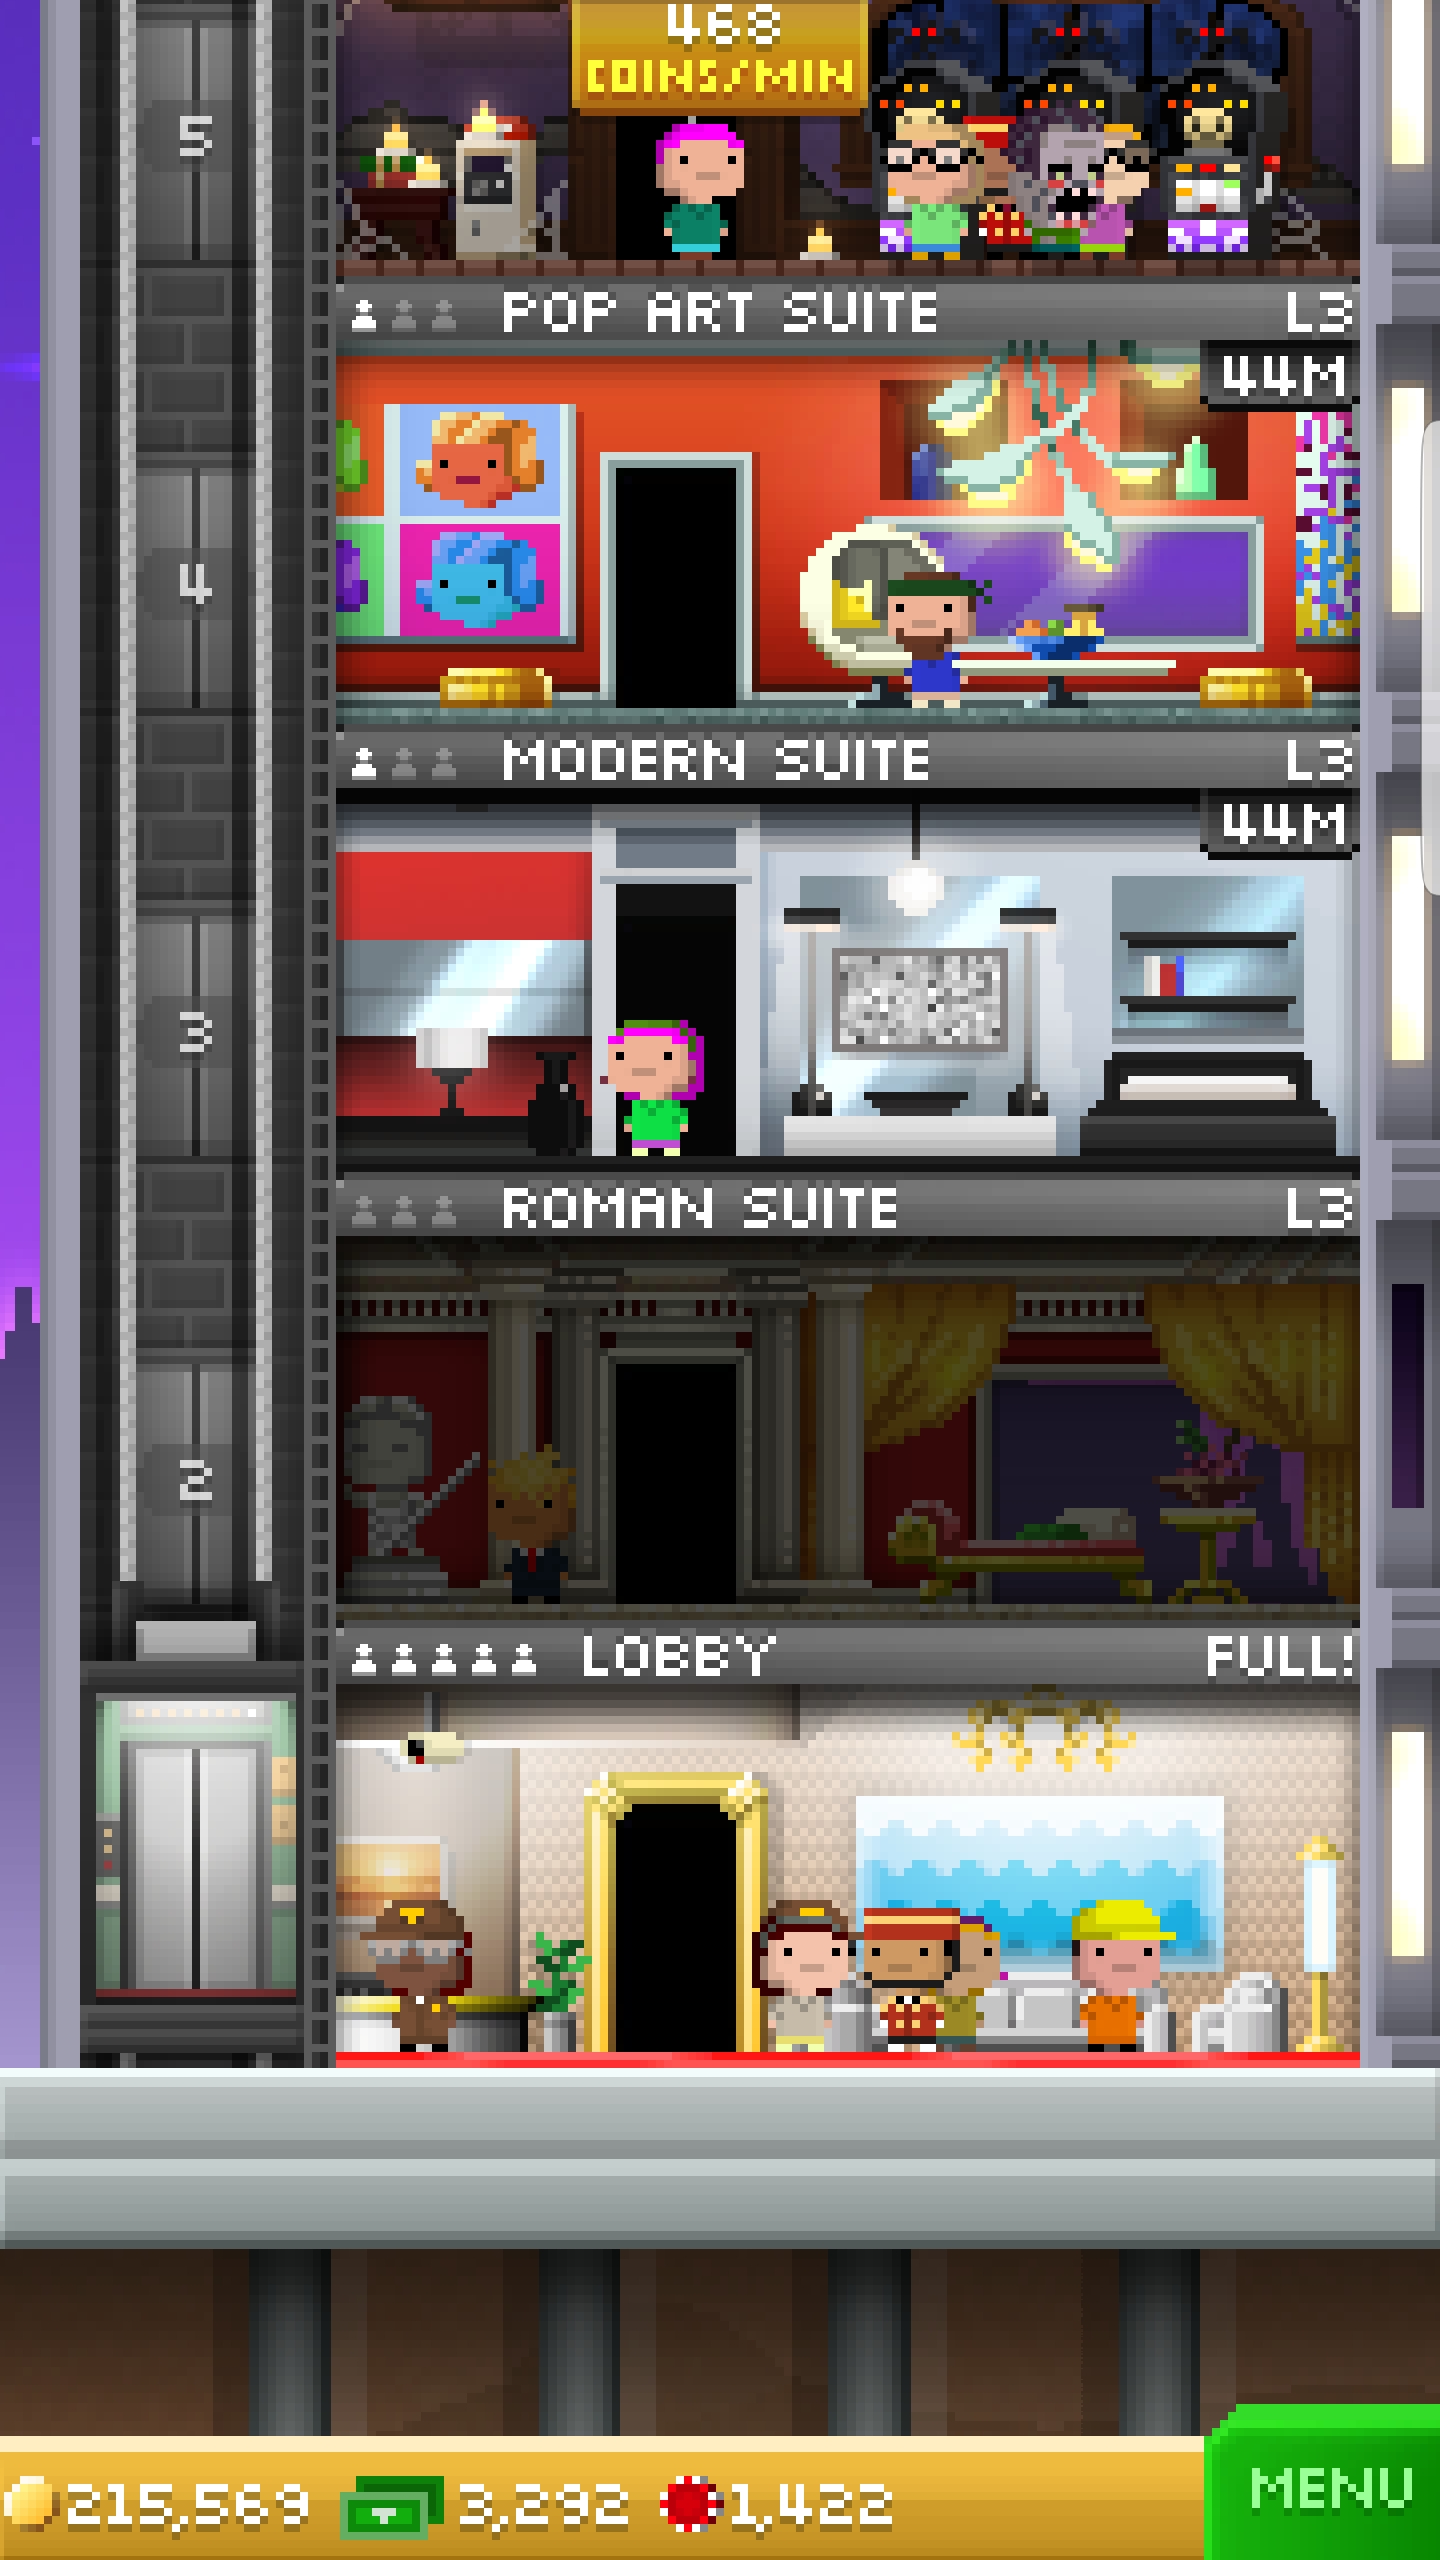 468
COINS/MIN
5
POP ART SUITE L3
44M
4
MODERN SUITE L3
44M
3
ROMAN SUITE L3
2
LOBBY FULL!
215,569 3,292 1,422 MENU